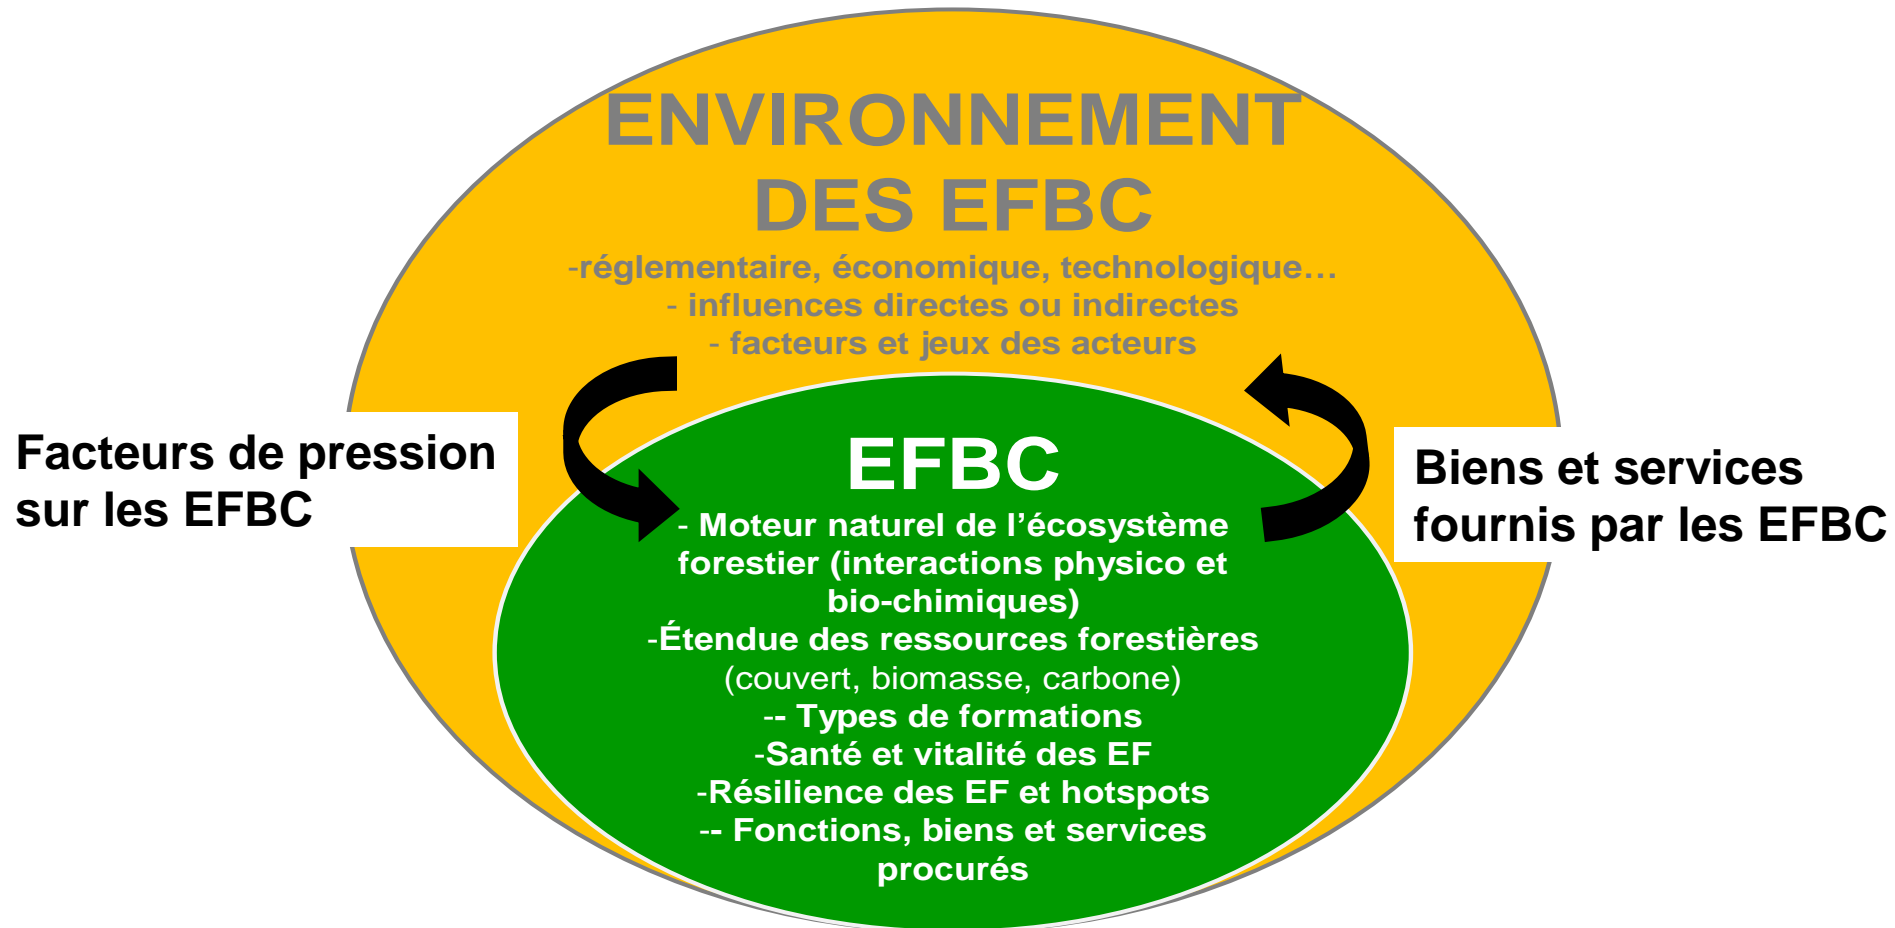 ENVIRONNEMENT
DES EFBC
-réglementaire, économique, technologique…
- influences directes ou indirectes
- facteurs et jeux des acteurs
Facteurs de pression
sur les EFBC
EFBC
- Moteur naturel de l’écosystème
forestier (interactions physico et
bio-chimiques)
-Étendue des ressources forestières
(couvert, biomasse, carbone)
-- Types de formations
-Santé et vitalité des EF
-Résilience des EF et hotspots
-- Fonctions, biens et services
procurés
Biens et services
fournis par les EFBC